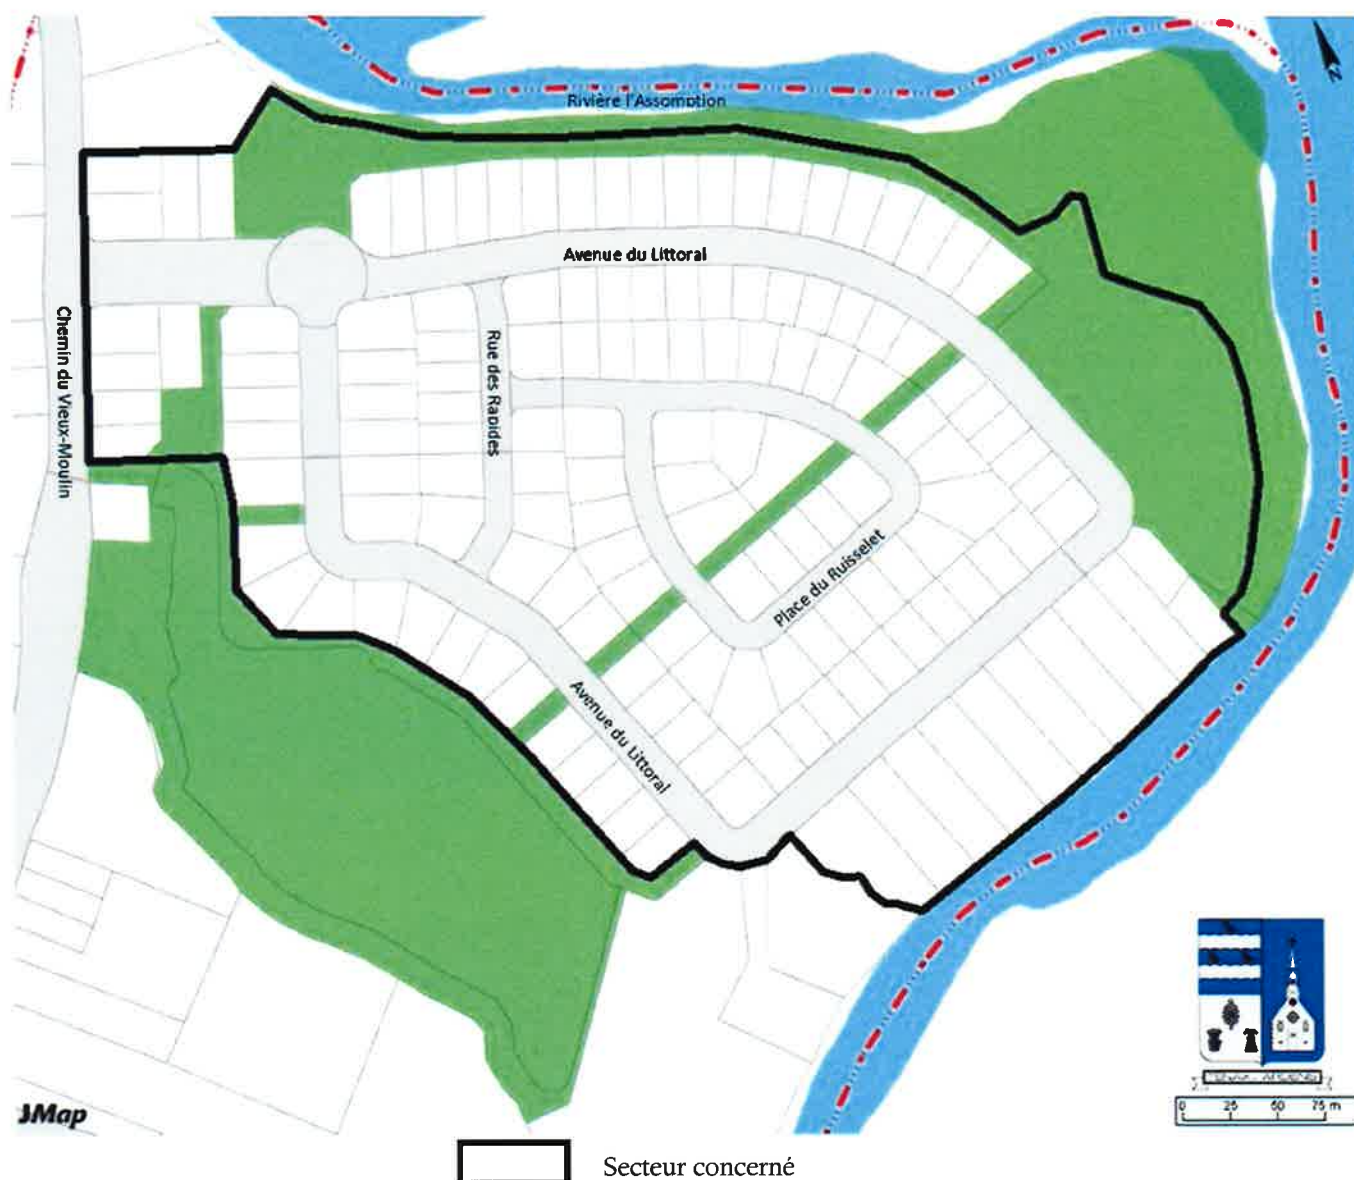 Rivière l'Assomption
N
Avenue du Littoral
Chemin du Vieux-Moulin
Rue des Rapides
Place du Ruisselet
Avenue du Littoral
JMap
0 25 50 75 m
Secteur concerné